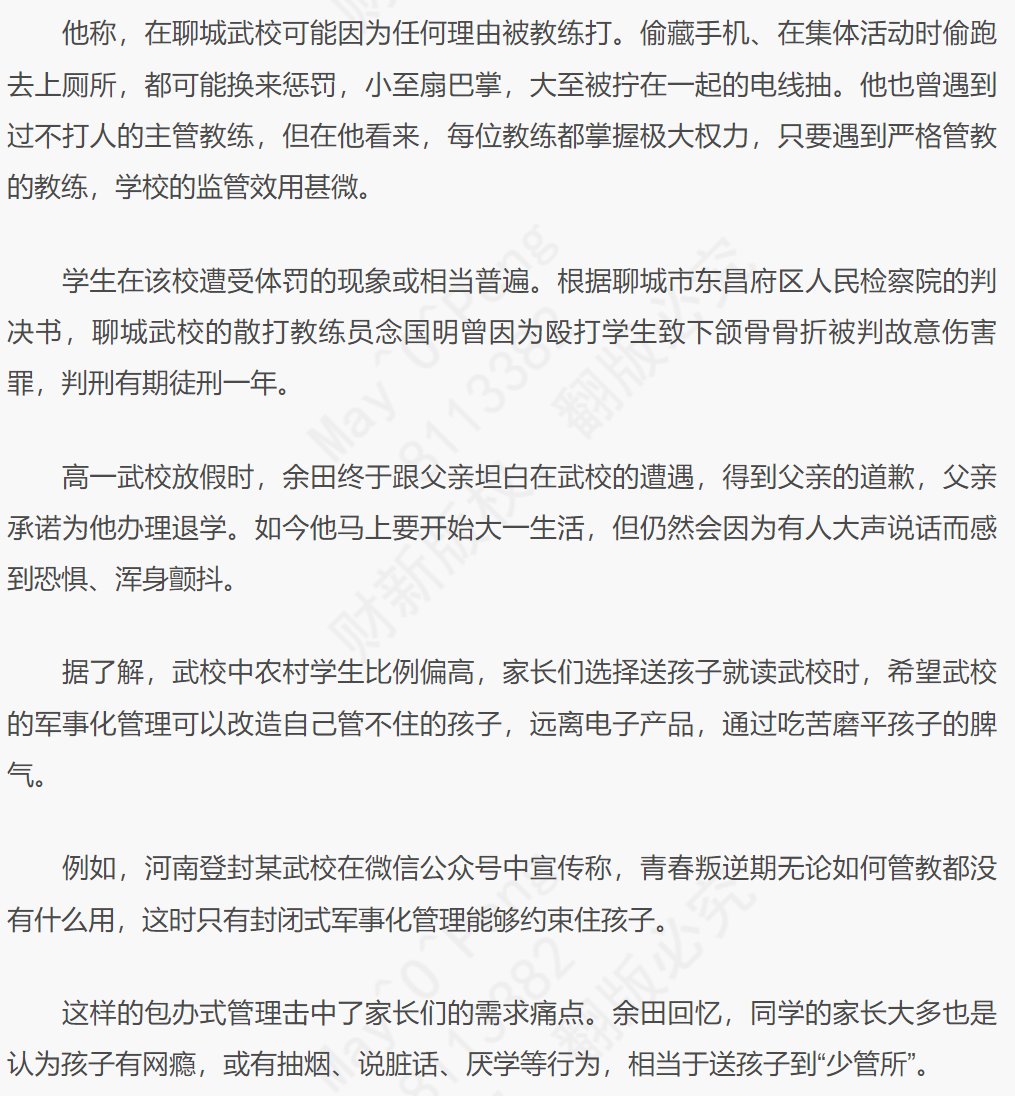 他称，在聊城武校可能因为任何理由被教练打。偷藏手机、在集体活动时偷跑
去上厕所，都可能换来惩罚，小至扇巴掌，大至被拧在一起的电线抽。他也曾遇到
过不打人的主管教练，但在他看来，每位教练都掌握极大权力，只要遇到严格管教
的教练，学校的监管效用甚微。
学生在该校遭受体罚的现象或相当普遍。根据聊城市东昌府区人民检察院的判
决书，聊城武校的散打教练员念国明曾因为殴打学生致下颌骨骨折被判故意伤害
罪，判刑有期徒刑一年。
高一武校放假时，余田终于跟父亲坦白在武校的遭遇，得到父亲的道歉，父亲
承诺为他办理退学。如今他马上要开始大一生活，但仍然会因为有人大声说话而感
到恐惧、浑身颤抖。
据了解，武校中农村学生比例偏高，家长们选择送孩子就读武校时，希望武校
的军事化管理可以改造自己管不住的孩子，远离电子产品，通过吃苦磨平孩子的脾
气。
例如，河南登封某武校在微信公众号中宣传称，青春叛逆期无论如何管教都没
有什么用，这时只有封闭式军事化管理能够约束住孩子。
这样的包办式管理击中了家长们的需求痛点。余田回忆，同学的家长大多也是
认为孩子有网瘾，或有抽烟、说脏话、厌学等行为，相当于送孩子到“少管所”。
May^0^Peng
8113382
财新版权 翻版必究
May^0^Peng
8113382
翻版必究